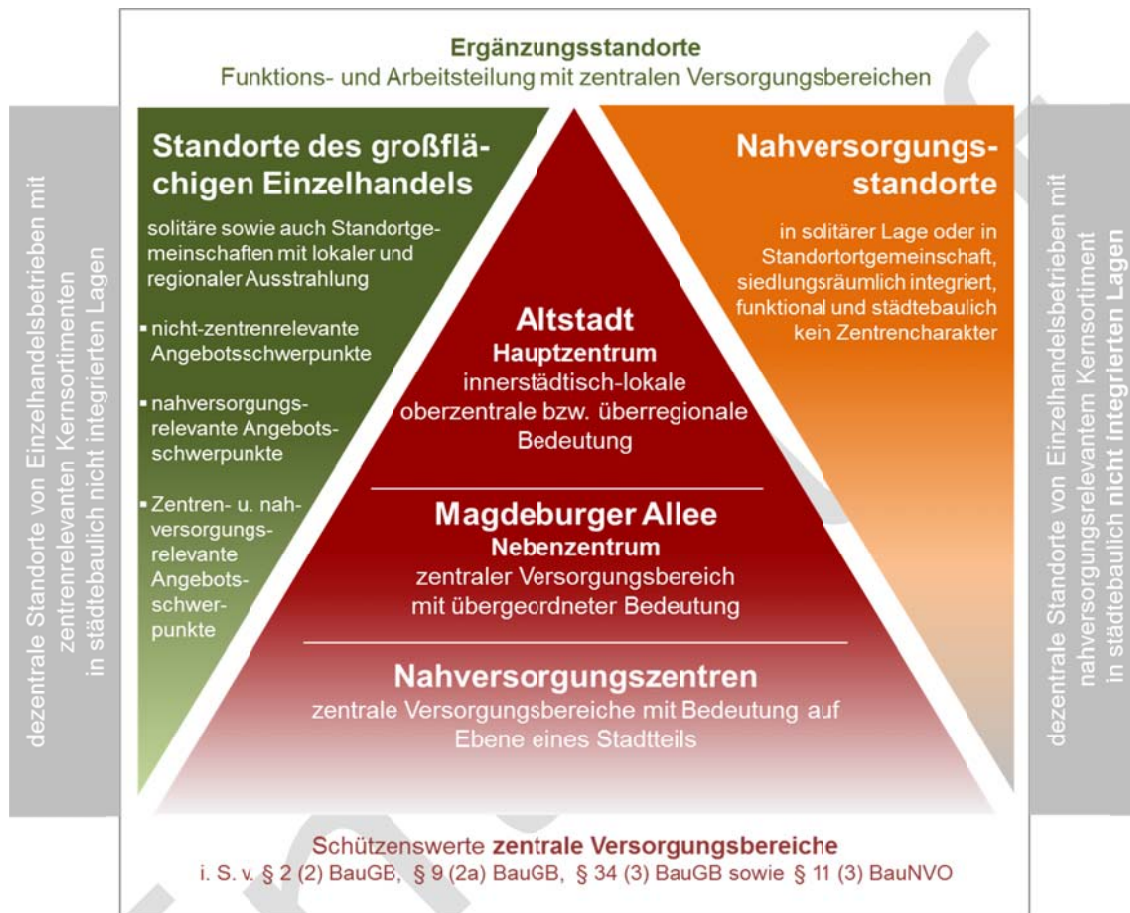 Ergänzungsstandorte
Funktions- und Arbeitsteilung mit zentralen Versorgungsbereichen
dezentrale Standorte von Einzelhandelsbetrieben mit
zentrenrelevanten Kernsortimenten
in städtebaulich nicht integrierten Lagen
Standorte des großflä-
chigen Einzelhandels
solitäre sowie auch Standortge-
meinschaften mit lokaler und
regionaler Ausstrahlung
▪ nicht-zentrenrelevante
Angebotsschwerpunkte
▪ nahversorgungs-
relevante Angebots-
schwerpunkte
▪ Zentren- u. nah-
versorgungs-
relevante
Angebots-
schwer-
punkte
Altstadt
Hauptzentrum
innerstädtisch-lokale
oberzentrale bzw. überregionale
Bedeutung
Magdeburger Allee
Nebenzentrum
zentraler Versorgungsbereich
mit übergeordneter Bedeutung
Nahversorgungszentren
zentrale Versorgungsbereiche mit Bedeutung auf
Ebene eines Stadtteils
Nahversorgungs-
standorte
in solitärer Lage oder in
Standortortgemeinschaft,
siedlungsräumlich integriert,
funktional und städtebaulich
kein Zentrencharakter
dezentrale Standorte von Einzelhandelsbetrieben mit
nahversorgungsrelevantem Kernsortiment
in städtebaulich nicht integrierten Lagen
Schützenswerte zentrale Versorgungsbereiche
i. S. v. § 2 (2) BauGB, § 9 (2a) BauGB, § 34 (3) BauGB sowie § 11 (3) BauNVO